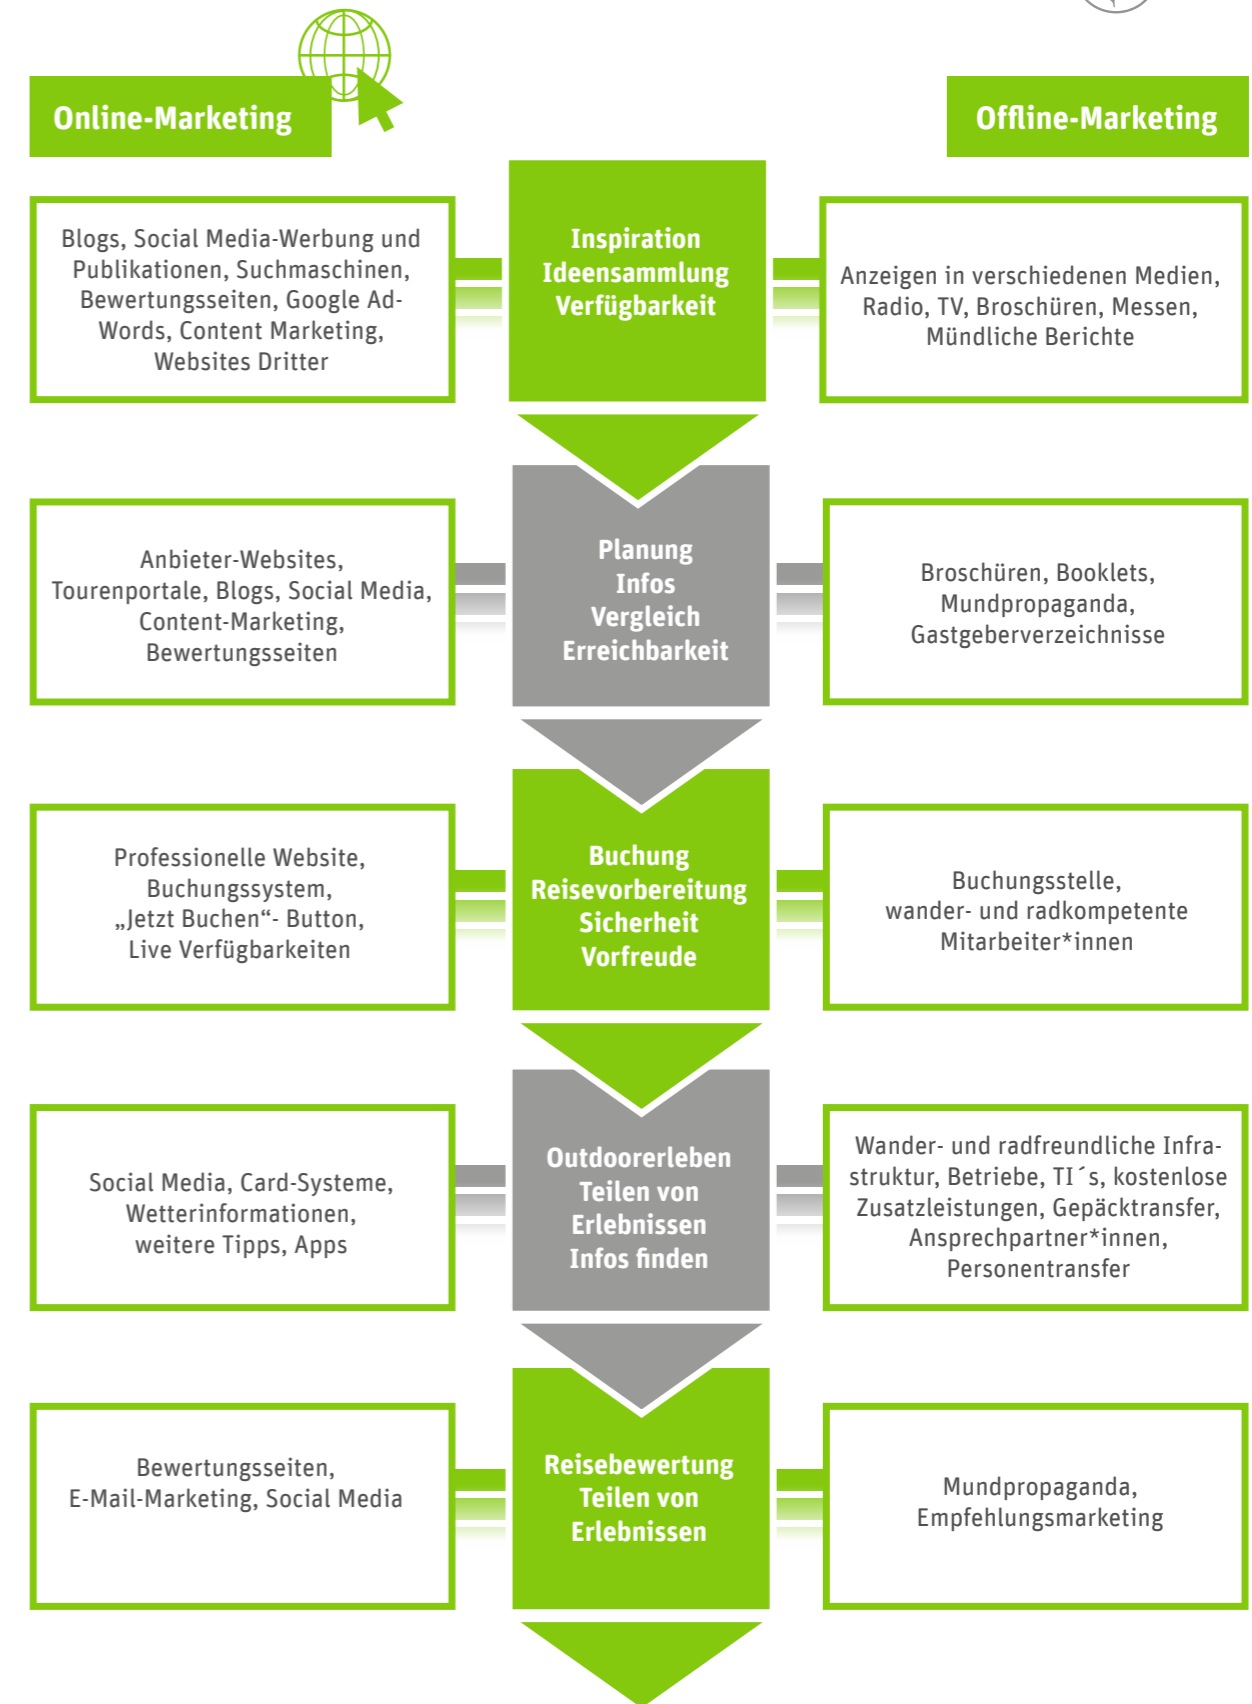 Online-Marketing
Offline-Marketing
Blogs, Social Media-Werbung und
Publikationen, Suchmaschinen,
Bewertungsseiten, Google Ad-
Words, Content Marketing,
Websites Dritter
Inspiration
Ideensammlung
Verfügbarkeit
Anzeigen in verschiedenen Medien,
Radio, TV, Broschüren, Messen,
Mündliche Berichte
Anbieter-Websites,
Tourenportale, Blogs, Social Media,
Content-Marketing,
Bewertungsseiten
Planung
Infos
Vergleich
Erreichbarkeit
Broschüren, Booklets,
Mundpropaganda,
Gastgeberverzeichnisse
Professionelle Website,
Buchungssystem,
„Jetzt Buchen“- Button,
Live Verfügbarkeiten
Buchung
Reisevorbereitung
Sicherheit
Vorfreude
Buchungsstelle,
wander- und radkompetente
Mitarbeiter*innen
Social Media, Card-Systeme,
Wetterinformationen,
weitere Tipps, Apps
Outdoorerleben
Teilen von
Erlebnissen
Infos finden
Wander- und radfreundliche Infra-
struktur, Betriebe, TI´s, kostenlose
Zusatzleistungen, Gepäcktransfer,
Ansprechpartner*innen,
Personentransfer
Bewertungsseiten,
E-Mail-Marketing, Social Media
Reisebewertung
Teilen von
Erlebnissen
Mundpropaganda,
Empfehlungsmarketing